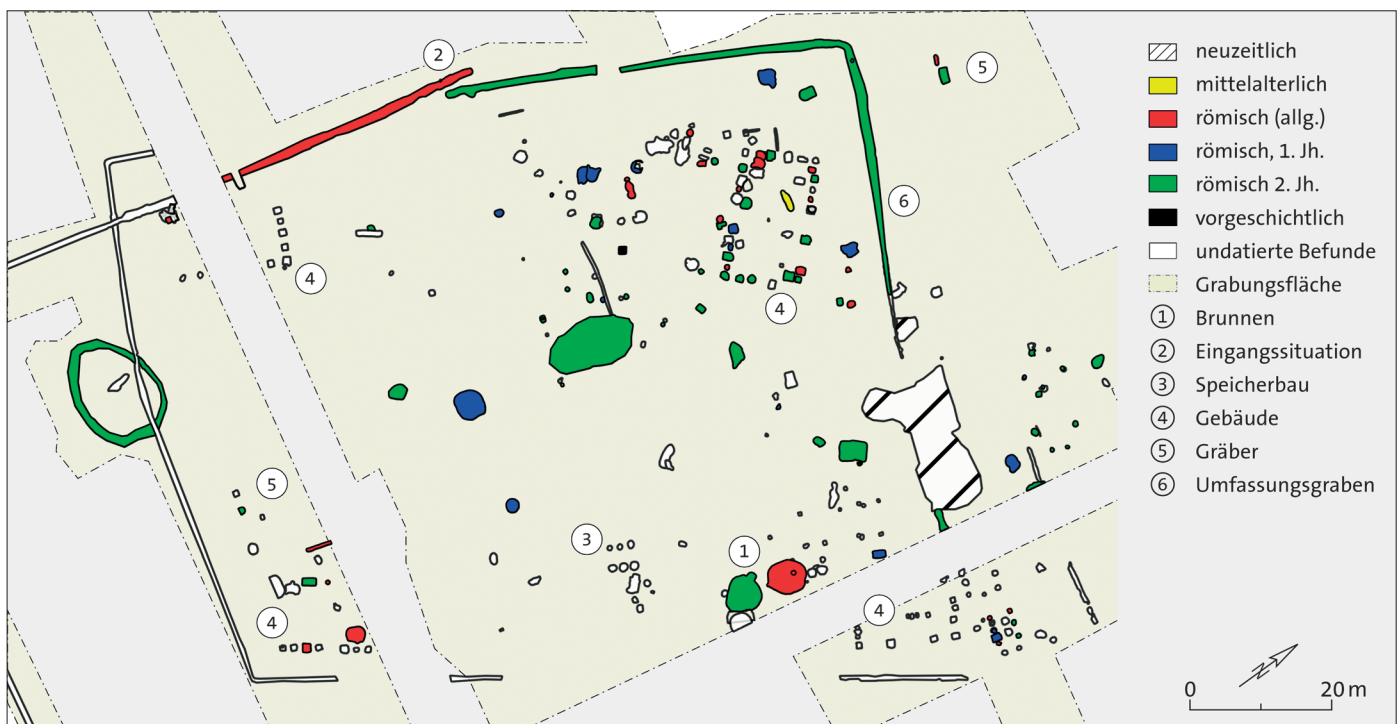 neuzeitlich
mittelalterlich
römisch (allg.)
römisch, 1. Jh.
römisch 2. Jh.
vorgeschichtlich
undatierte Befunde
Grabungsfläche
1 Brunnen
2 Eingangssituation
3 Speicherbau
4 Gebäude
5 Gräber
6 Umfassungsgraben
2
5
6
4
4
5
3
1
4
4
N
0 20 m